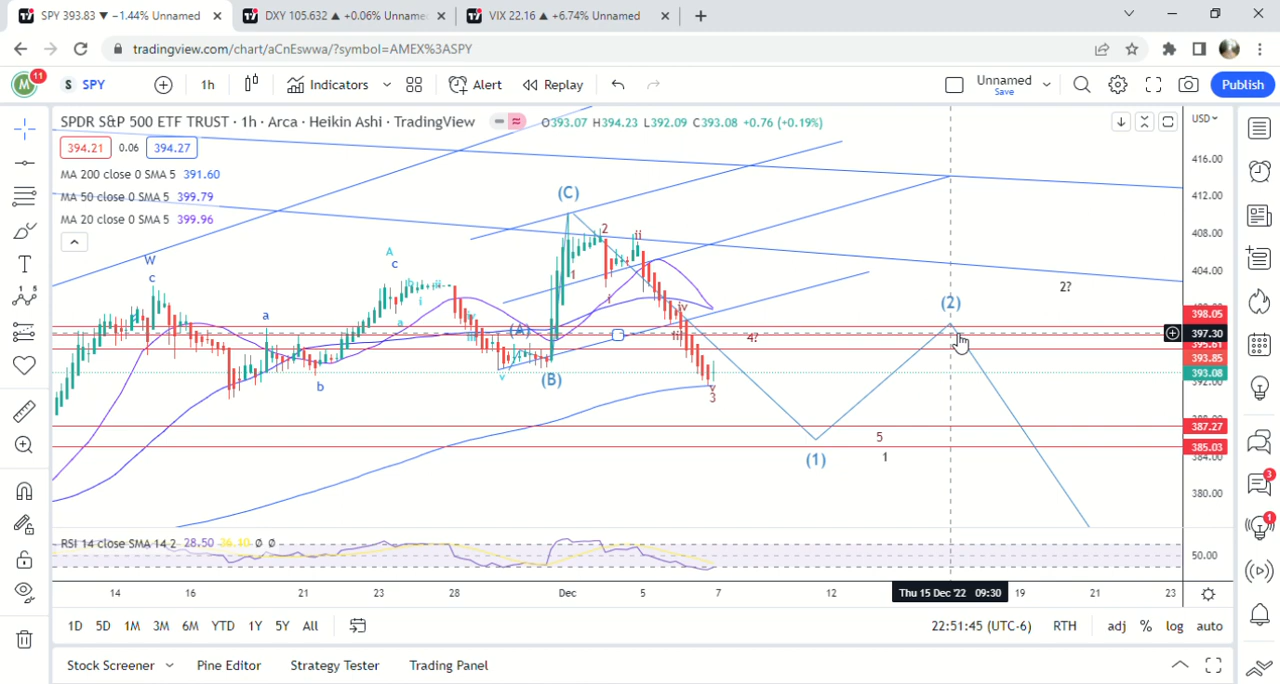 SPY 393.83 ▼ −1.44% Unnamed
DXY 105.632 ▲ +0.06% Unname
VIX 22.16 ▲ +6.74% Unnamed
tradingview.com/chart/aCnEswwa/?symbol=AMEX%3ASPY
M 11 S SPY 1h Indicators Alert Replay Unnamed Publish
Save
SPDR S&P 500 ETF TRUST · 1h · Arca · Heikin Ashi · TradingView
O393.07 H394.23 L392.09 C393.08 +0.76 (+0.19%)
USD
394.21 0.06 394.27
416.00
MA 200 close 0 SMA 5 391.60
MA 50 close 0 SMA 5 399.79
412.00
(C)
MA 20 close 0 SMA 5 399.96
408.00
2
ii
A
W
c
c
404.00
1
2?
i
a
i
(2)
iv
398.05
a
(A)
iii
4?
397.30
393.85
(B)
393.08
v
b
v
3
387.27
5
(1)
1
385.03
384.00
380.00
RSI 14 close SMA 14 2 28.50 36.10 Ø Ø
50.00
14 16 21 23 28 Dec 5 7 12 Thu 15 Dec '22 09:30 19 21 23
1D 5D 1M 3M 6M YTD 1Y 5Y All
22:51:45 (UTC-6) RTH adj % log auto
Stock Screener Pine Editor Strategy Tester Trading Panel
3
1